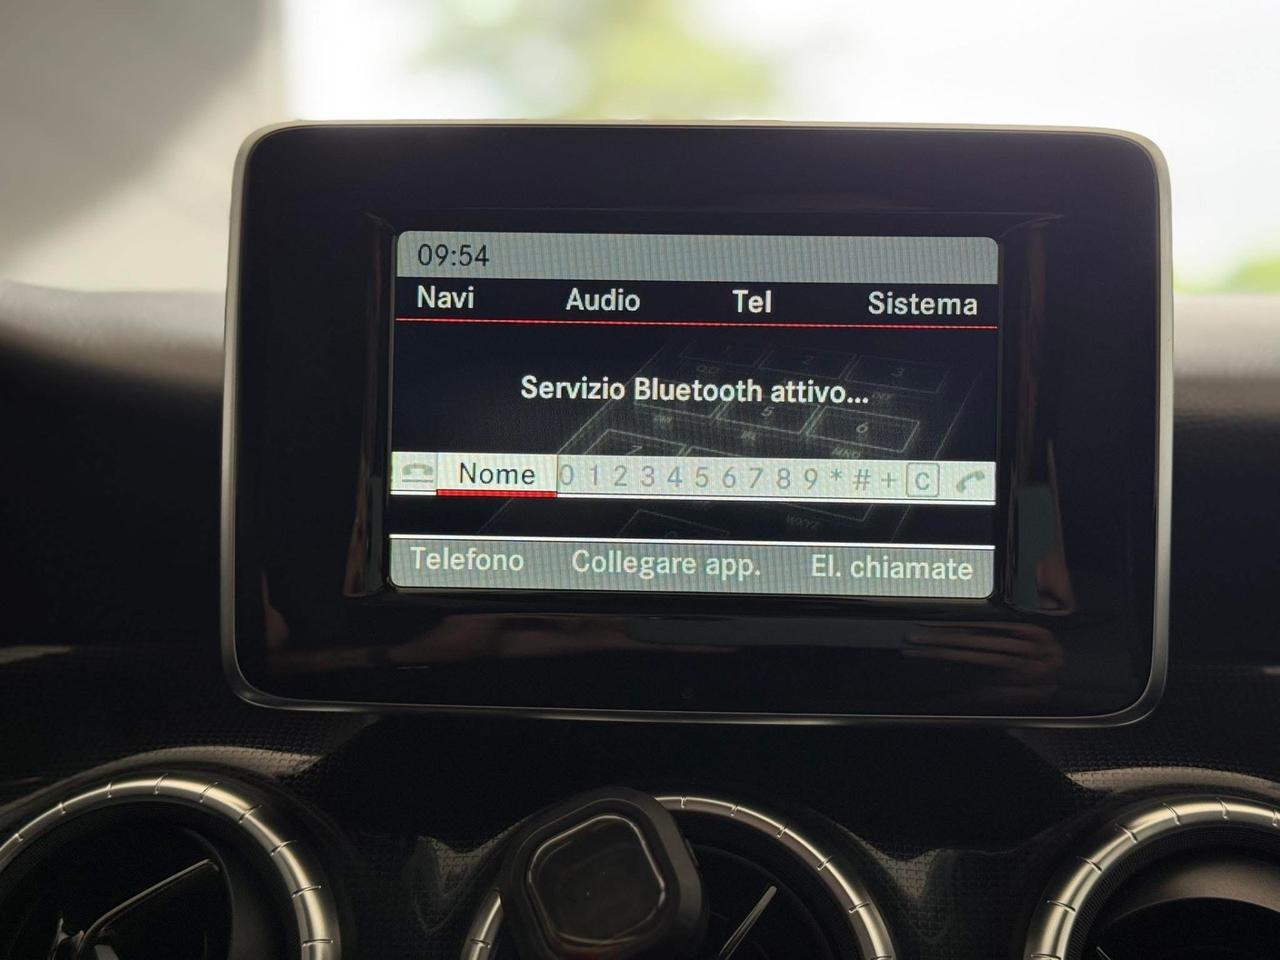 09:54
Navi Audio Tel Sistema
Servizio Bluetooth attivo...
Nome 0 1 2 3 4 5 6 7 8 9 * # + C
Telefono Collegare app. El. chiamate